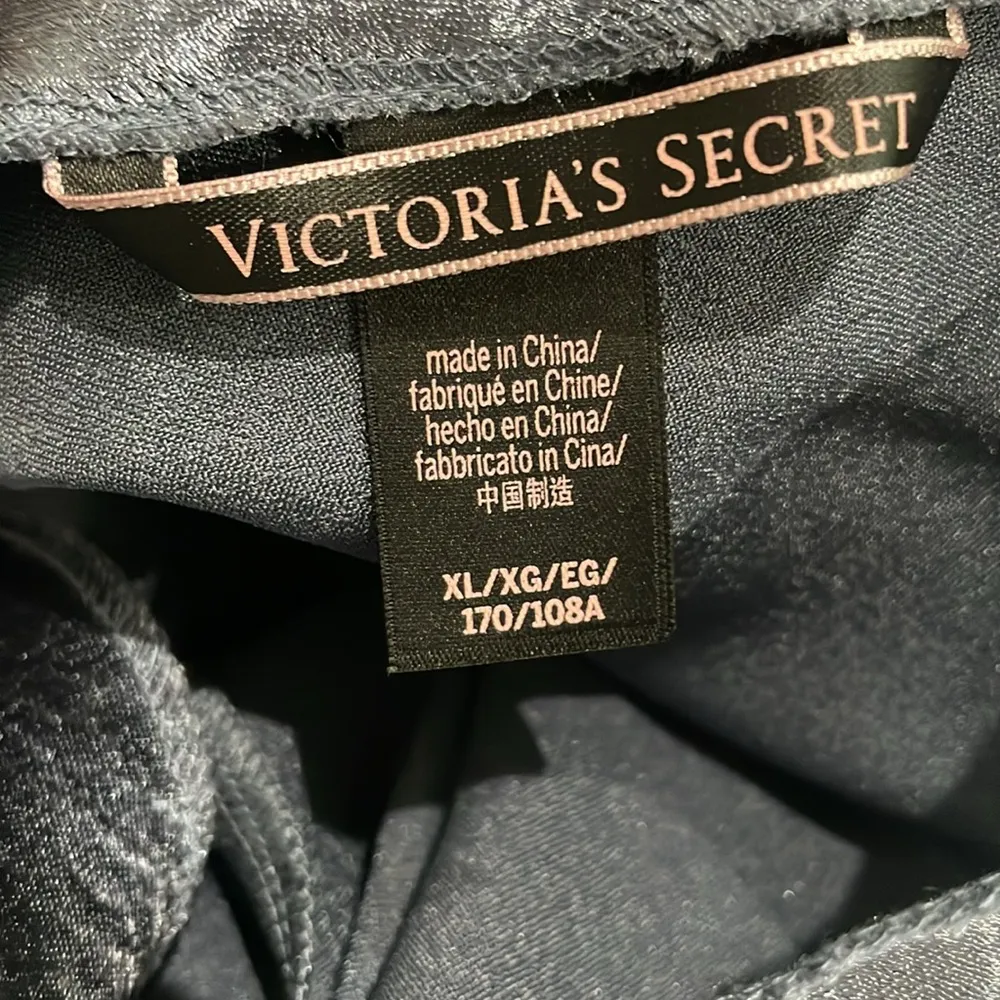 VICTORIA'S SECRET
made in China/
fabriqué en Chine/
hecho en China/
fabbricato in Cina/
中国制造
XL/XG/EG/
170/108A